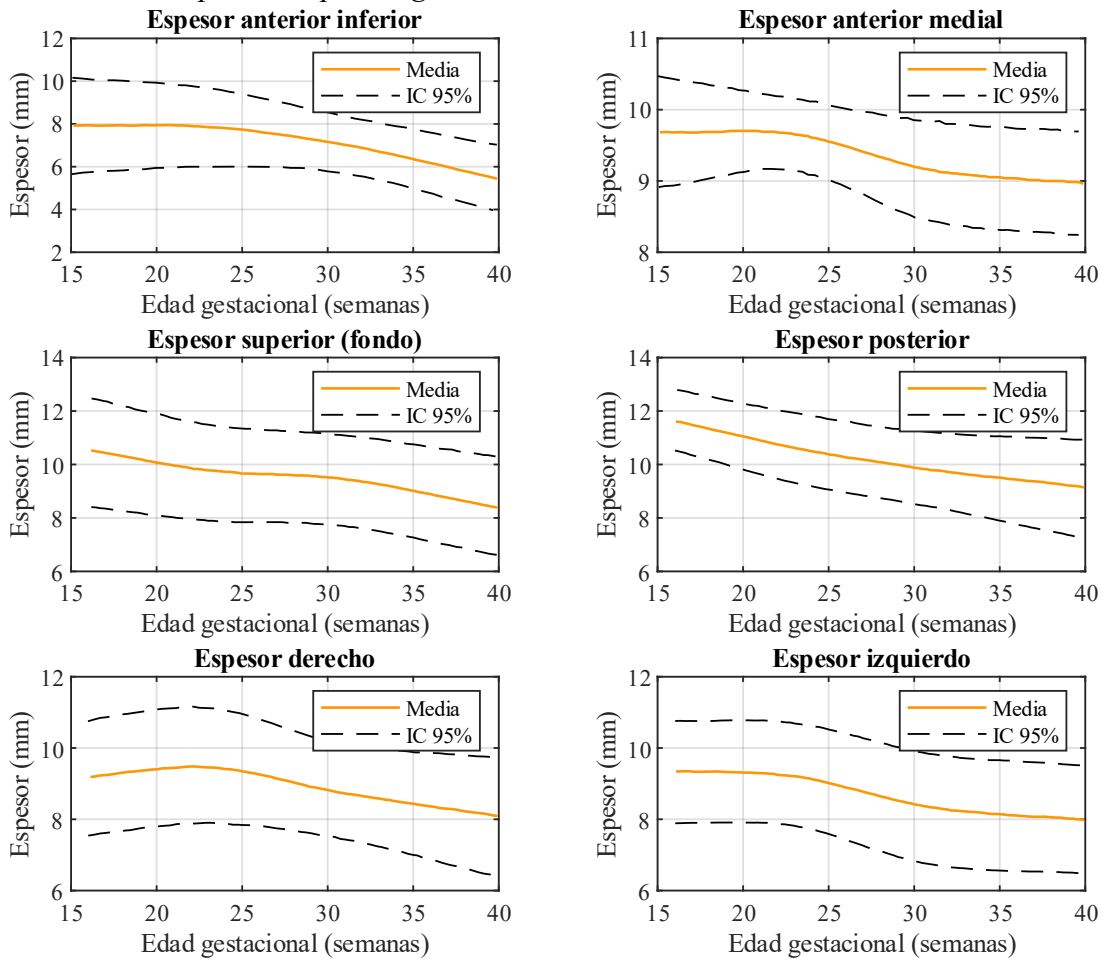 Espesor anterior inferior
12
10
8
6
4
2
Espesor (mm)
Media
IC 95%
15 20 25 30 35 40
Edad gestacional (semanas)
Espesor anterior medial
11
10
9
8
Espesor (mm)
Media
IC 95%
15 20 25 30 35 40
Edad gestacional (semanas)
Espesor superior (fondo)
14
12
10
8
6
Espesor (mm)
Media
IC 95%
15 20 25 30 35 40
Edad gestacional (semanas)
Espesor posterior
14
12
10
8
6
Espesor (mm)
Media
IC 95%
15 20 25 30 35 40
Edad gestacional (semanas)
Espesor derecho
12
10
8
6
Espesor (mm)
Media
IC 95%
15 20 25 30 35 40
Edad gestacional (semanas)
Espesor izquierdo
12
10
8
6
Espesor (mm)
Media
IC 95%
15 20 25 30 35 40
Edad gestacional (semanas)